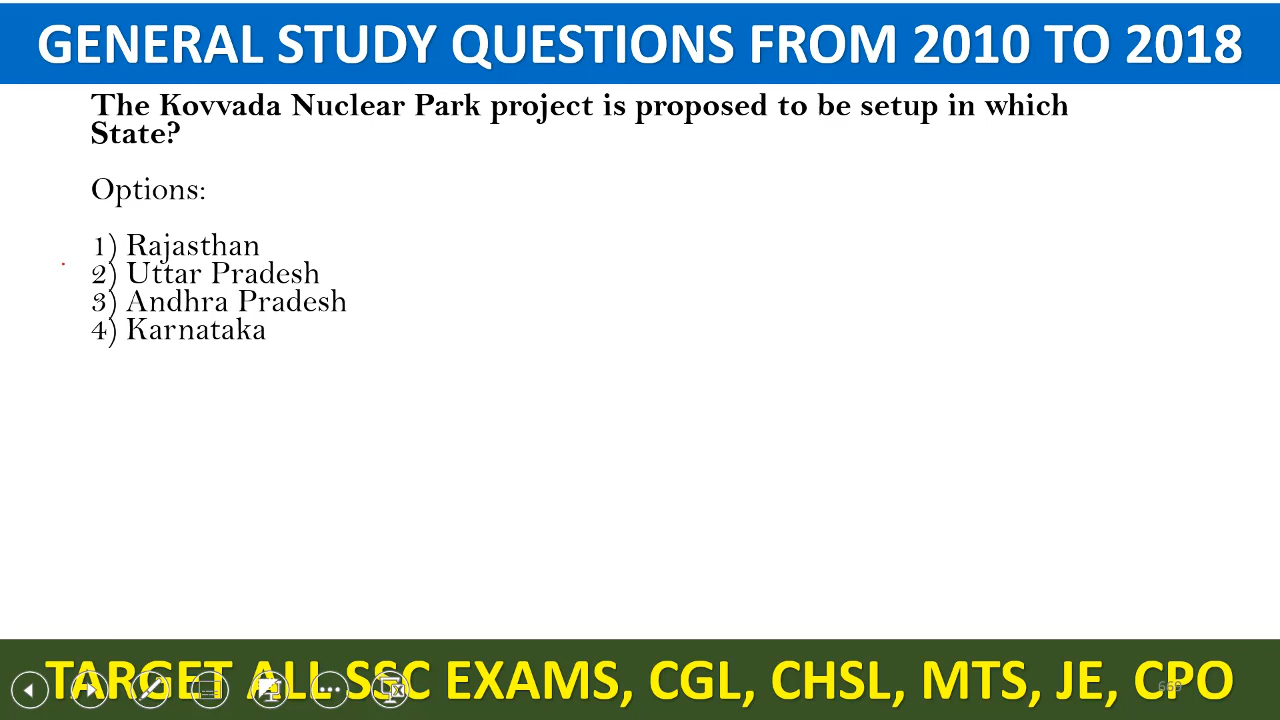 GENERAL STUDY QUESTIONS FROM 2010 TO 2018
The Kovvada Nuclear Park project is proposed to be setup in which
State?
Options:
1) Rajasthan
2) Uttar Pradesh
3) Andhra Pradesh
4) Karnataka
TARGET ALL SSC EXAMS, CGL, CHSL, MTS, JE, CPO